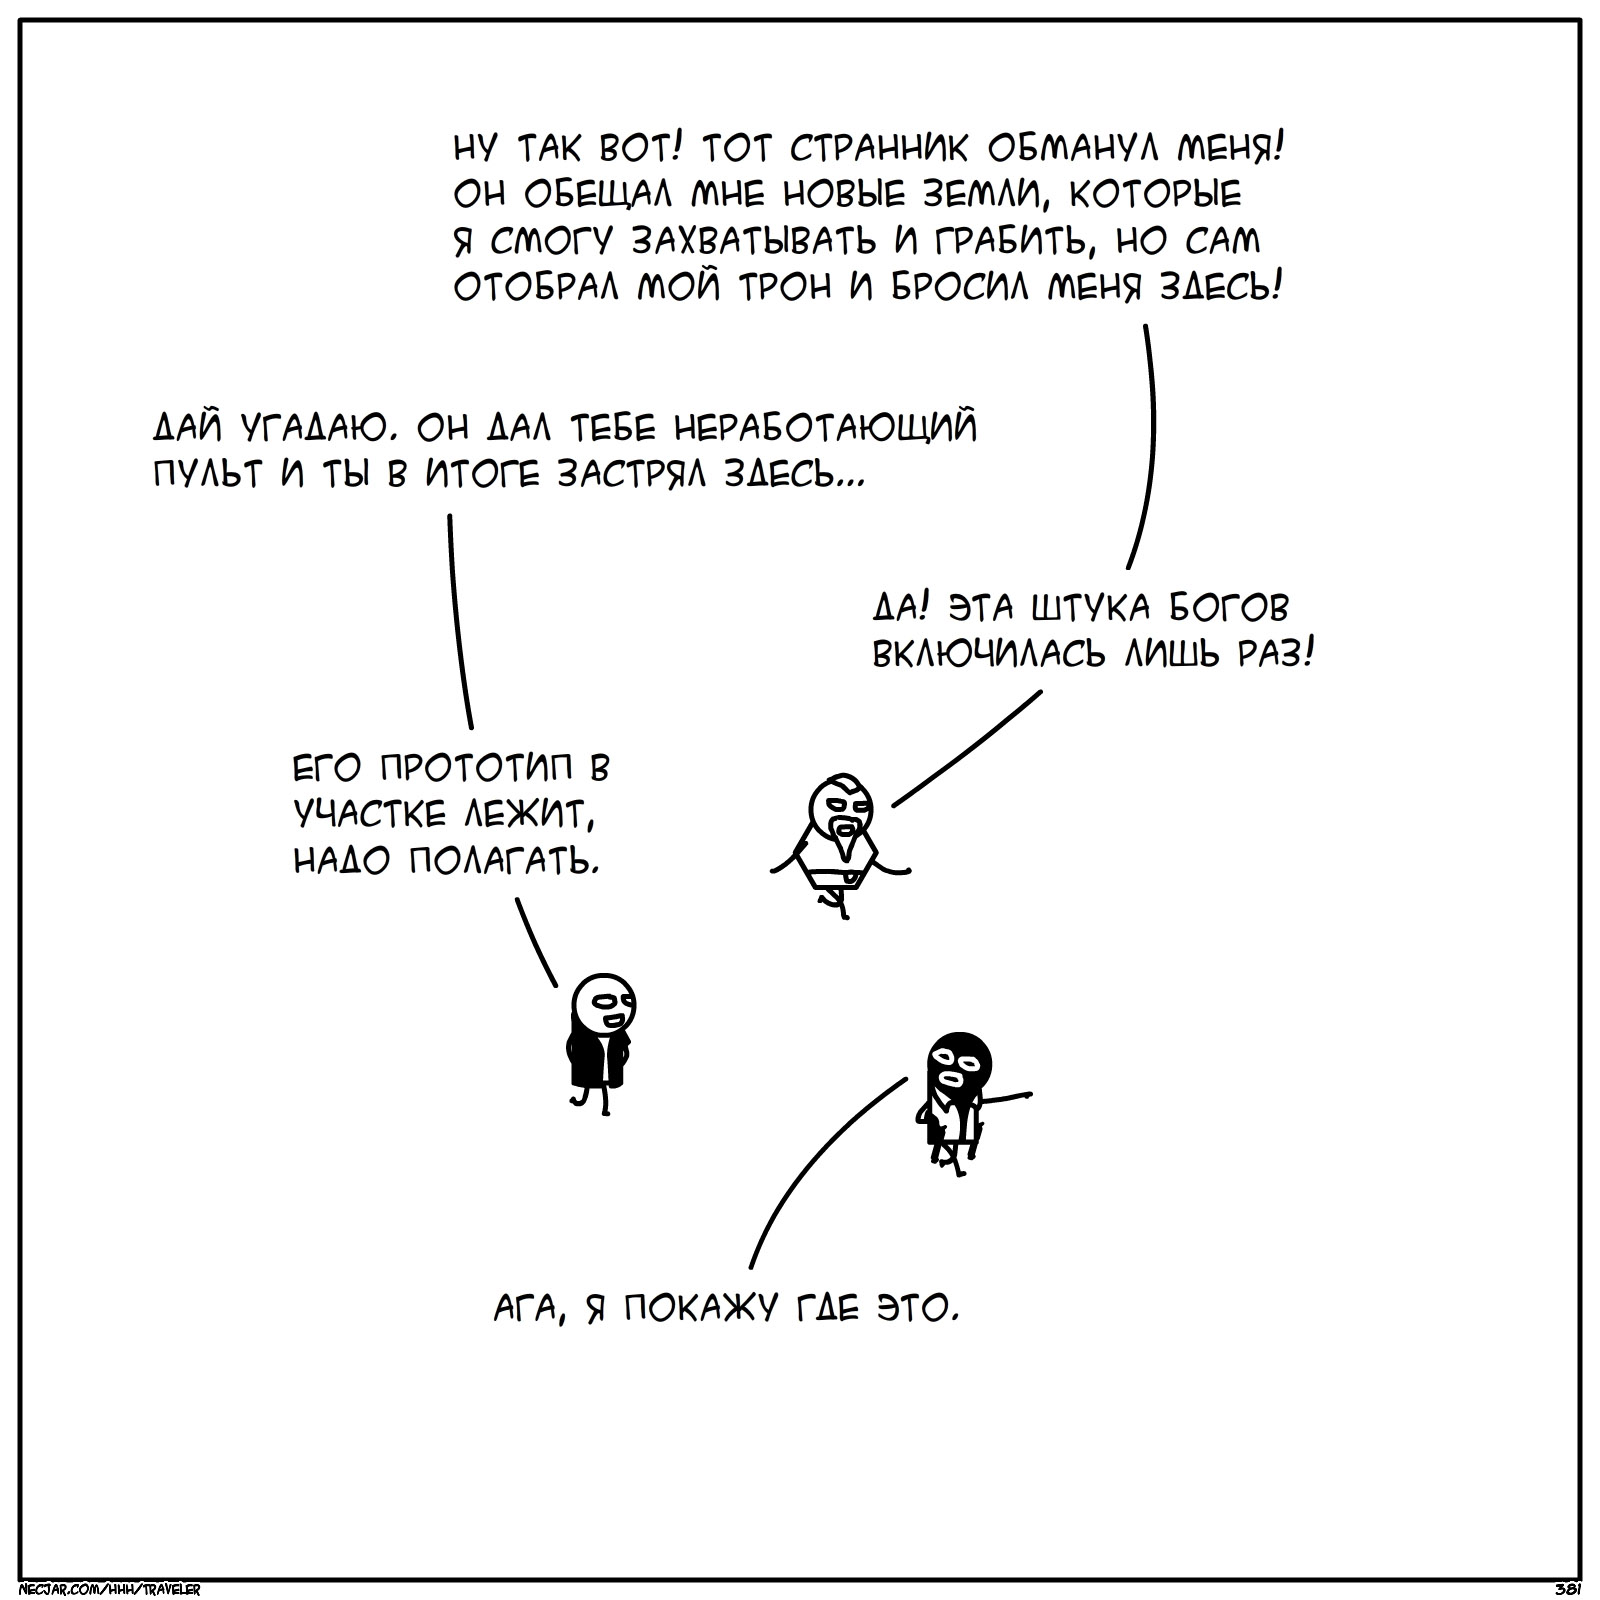 НУ ТАК ВОТ! ТОТ СТРАННИК ОБМАНУЛ МЕНЯ!
ОН ОБЕЩАЛ МНЕ НОВЫЕ ЗЕМЛИ, КОТОРЫЕ
Я СМОГУ ЗАХВАТЫВАТЬ И ГРАБИТЬ, НО САМ
ОТОБРАЛ МОЙ ТРОН И БРОСИЛ МЕНЯ ЗДЕСЬ!
ДАЙ УГАДАЮ. ОН ДАЛ ТЕБЕ НЕРАБОТАЮЩИЙ
ПУЛЬТ И ТЫ В ИТОГЕ ЗАСТРЯЛ ЗДЕСЬ...
ДА! ЭТА ШТУКА БОГОВ
ВКЛЮЧИЛАСЬ ЛИШЬ РАЗ!
ЕГО ПРОТОТИП В
УЧАСТКЕ ЛЕЖИТ,
НАДО ПОЛАГАТЬ.
АГА, Я ПОКАЖУ ГДЕ ЭТО.
NECJAR.COM/HHH/TRAVELER
381